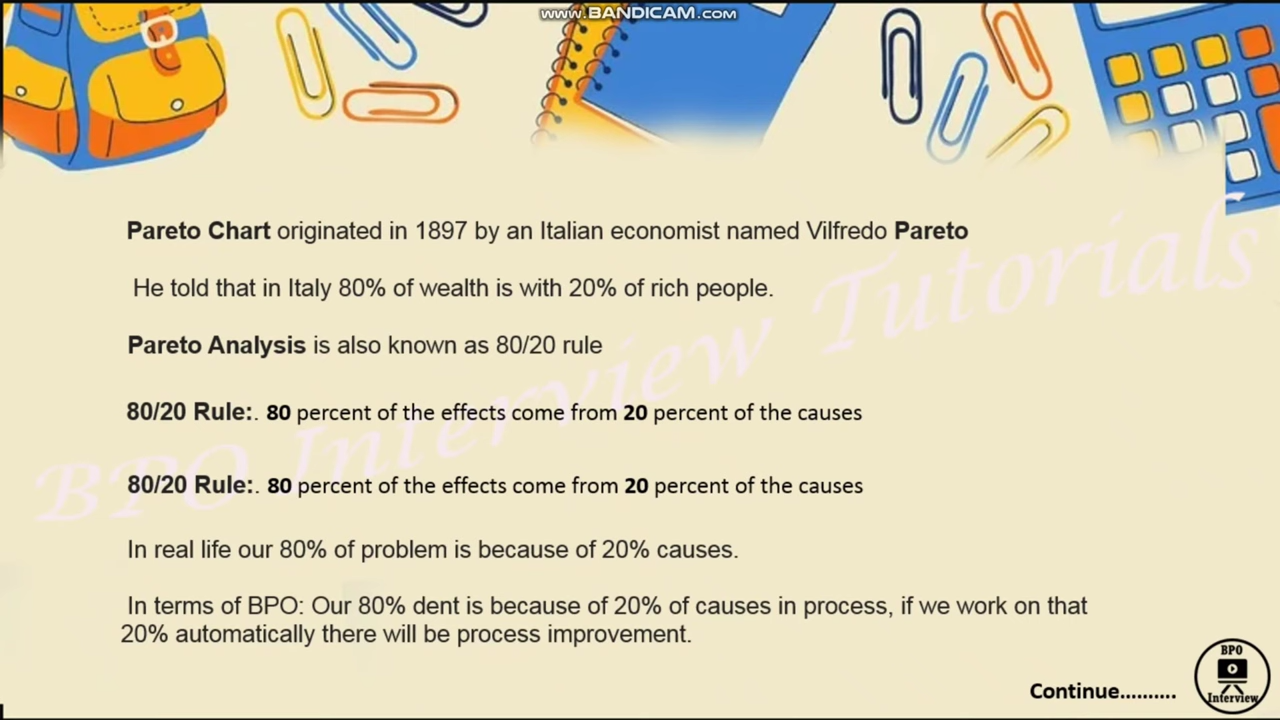 www.BANDICAM.com
Pareto Chart originated in 1897 by an Italian economist named Vilfredo Pareto
He told that in Italy 80% of wealth is with 20% of rich people.
Pareto Analysis is also known as 80/20 rule
80/20 Rule:. 80 percent of the effects come from 20 percent of the causes
80/20 Rule:. 80 percent of the effects come from 20 percent of the causes
In real life our 80% of problem is because of 20% causes.
In terms of BPO: Our 80% dent is because of 20% of causes in process, if we work on that
20% automatically there will be process improvement.
Continue..........
BPO
Interview
BPO Interview Tutorials